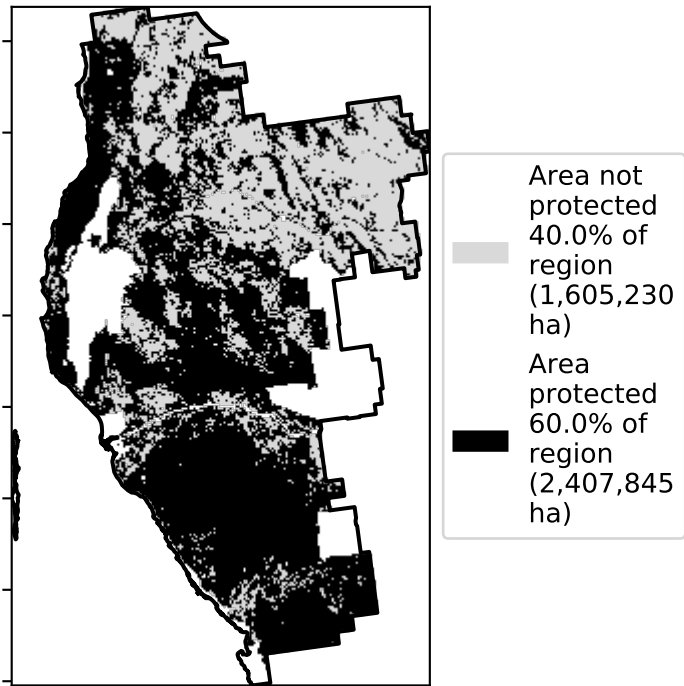 Area not
protected
40.0% of
region
(1,605,230
ha)
Area
protected
60.0% of
region
(2,407,845
ha)